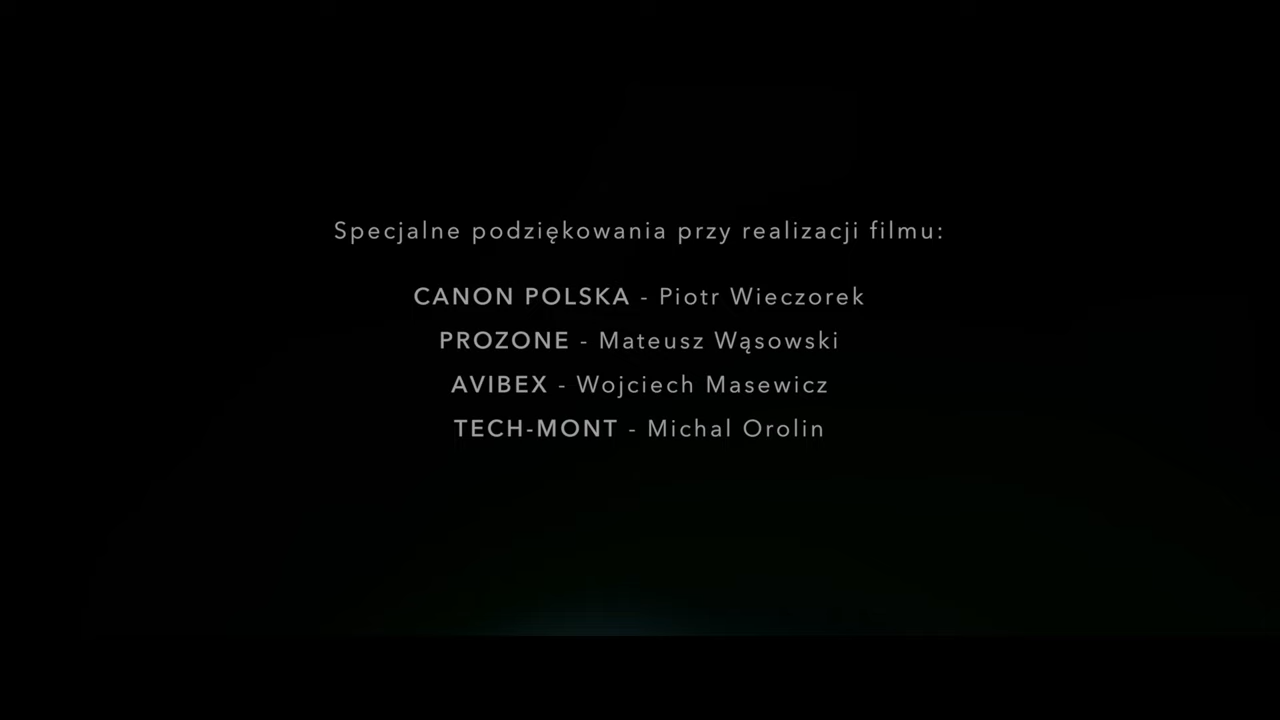 Specjalne podziękowania przy realizacji filmu:
CANON POLSKA - Piotr Wieczorek
PROZONE - Mateusz Wąsowski
AVIBEX - Wojciech Masewicz
TECH-MONT - Michal Orolin